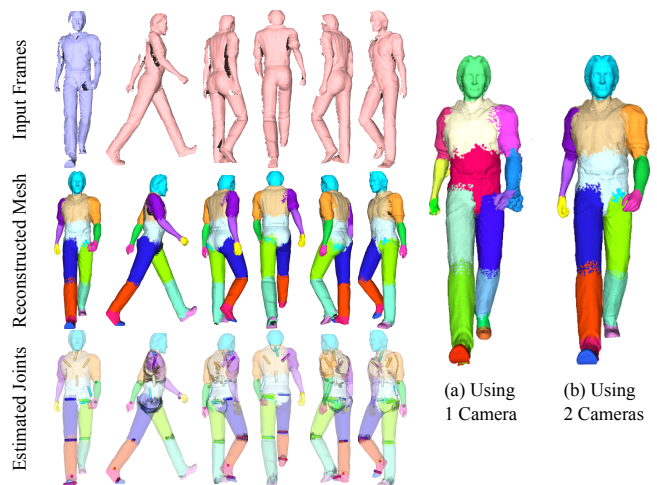 Input Frames
Reconstructed Mesh
Estimated Joints
(a) Using
1 Camera
(b) Using
2 Cameras